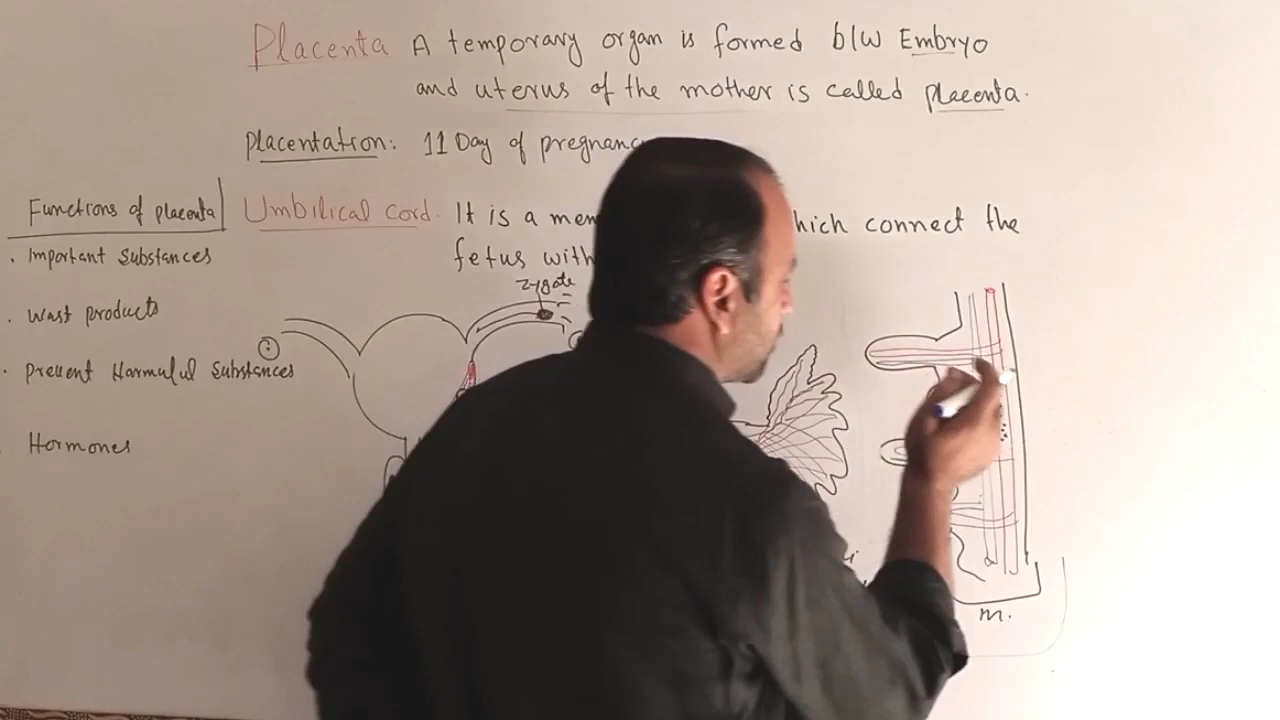 Placenta A temporary organ is formed b/w Embryo
and uterus of the mother is called placenta.
Placentation: 11 Day of pregnanc
Functions of placenta
Umbilical cord. It is a mem hich connect the
fetus with
. Important Substances
zygote
. Wast products
. Prevent Harmuful Substances
. Hormones
m.